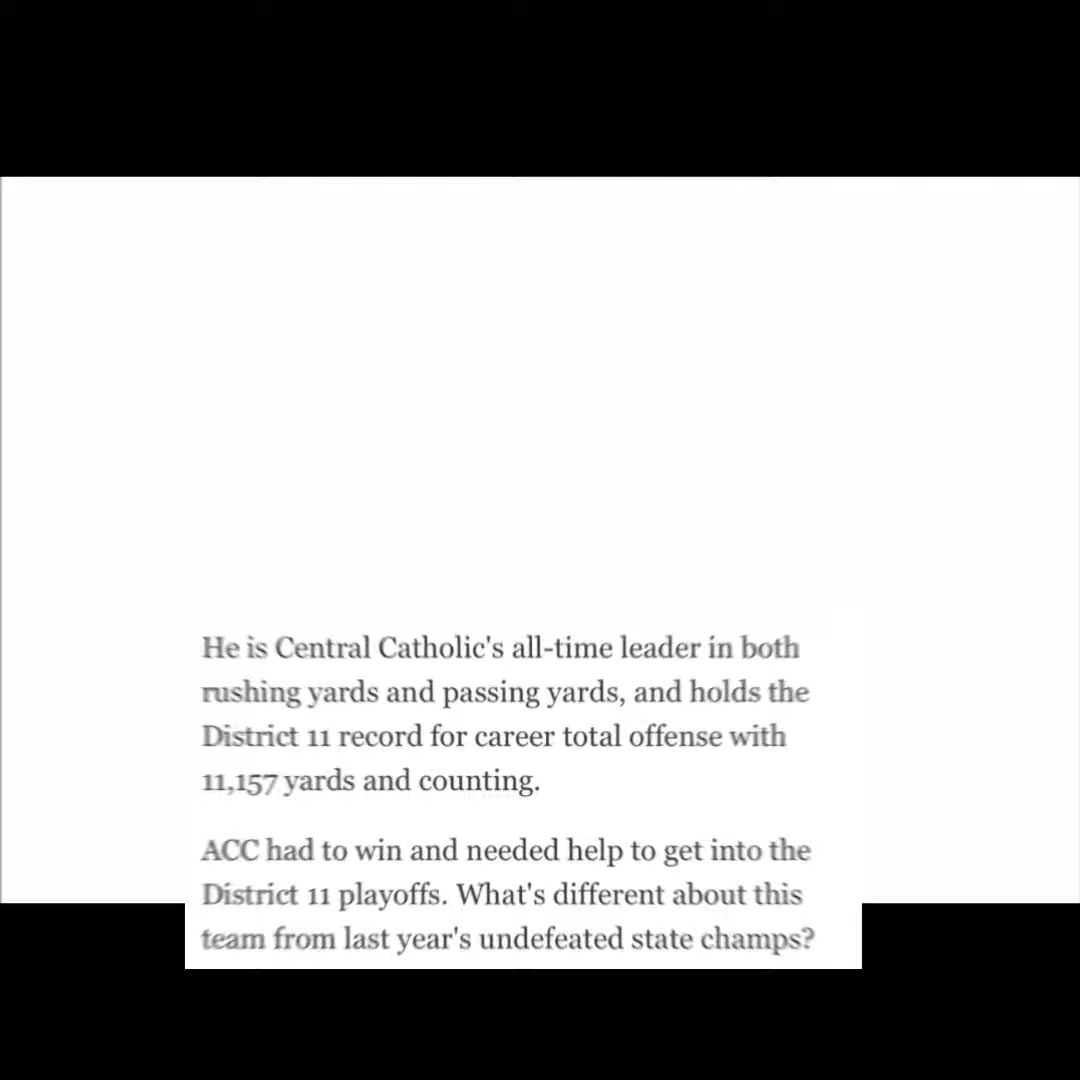 He is Central Catholic's all-time leader in both
rushing yards and passing yards, and holds the
District 11 record for career total offense with
11,157 yards and counting.
ACC had to win and needed help to get into the
District 11 playoffs. What's different about this
team from last year's undefeated state champs?